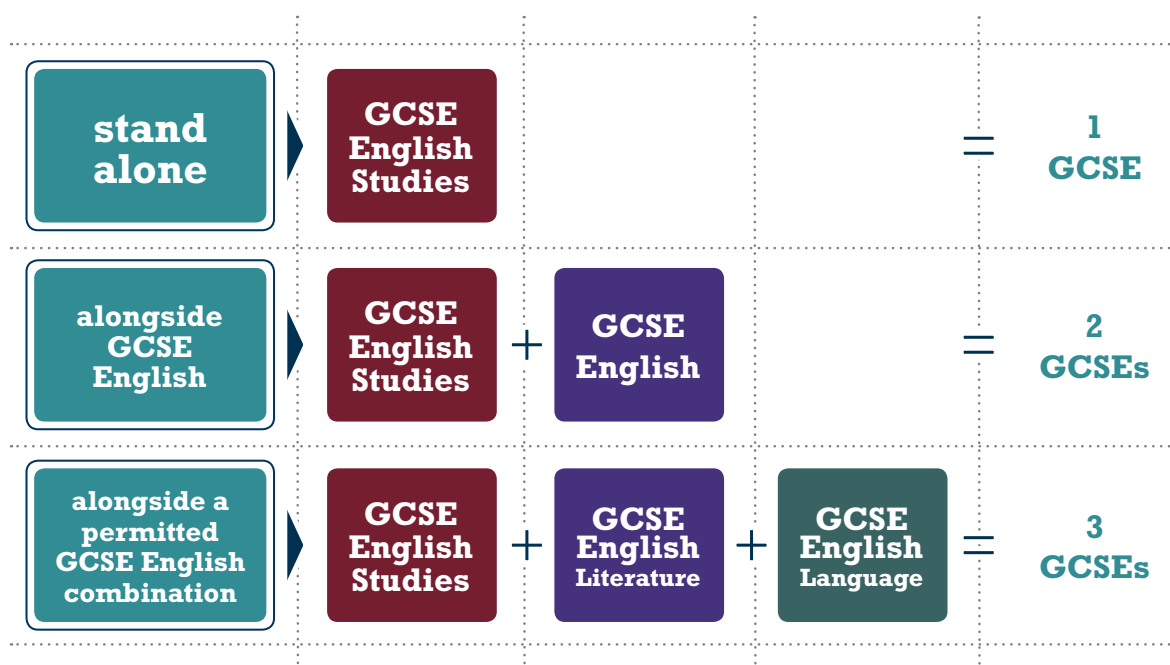 stand
alone
GCSE
English
Studies
=
1
GCSE
alongside
GCSE
English
GCSE
English
Studies
+
GCSE
English
=
2
GCSEs
alongside a
permitted
GCSE English
combination
GCSE
English
Studies
+
GCSE
English
Literature
+
GCSE
English
Language
=
3
GCSEs